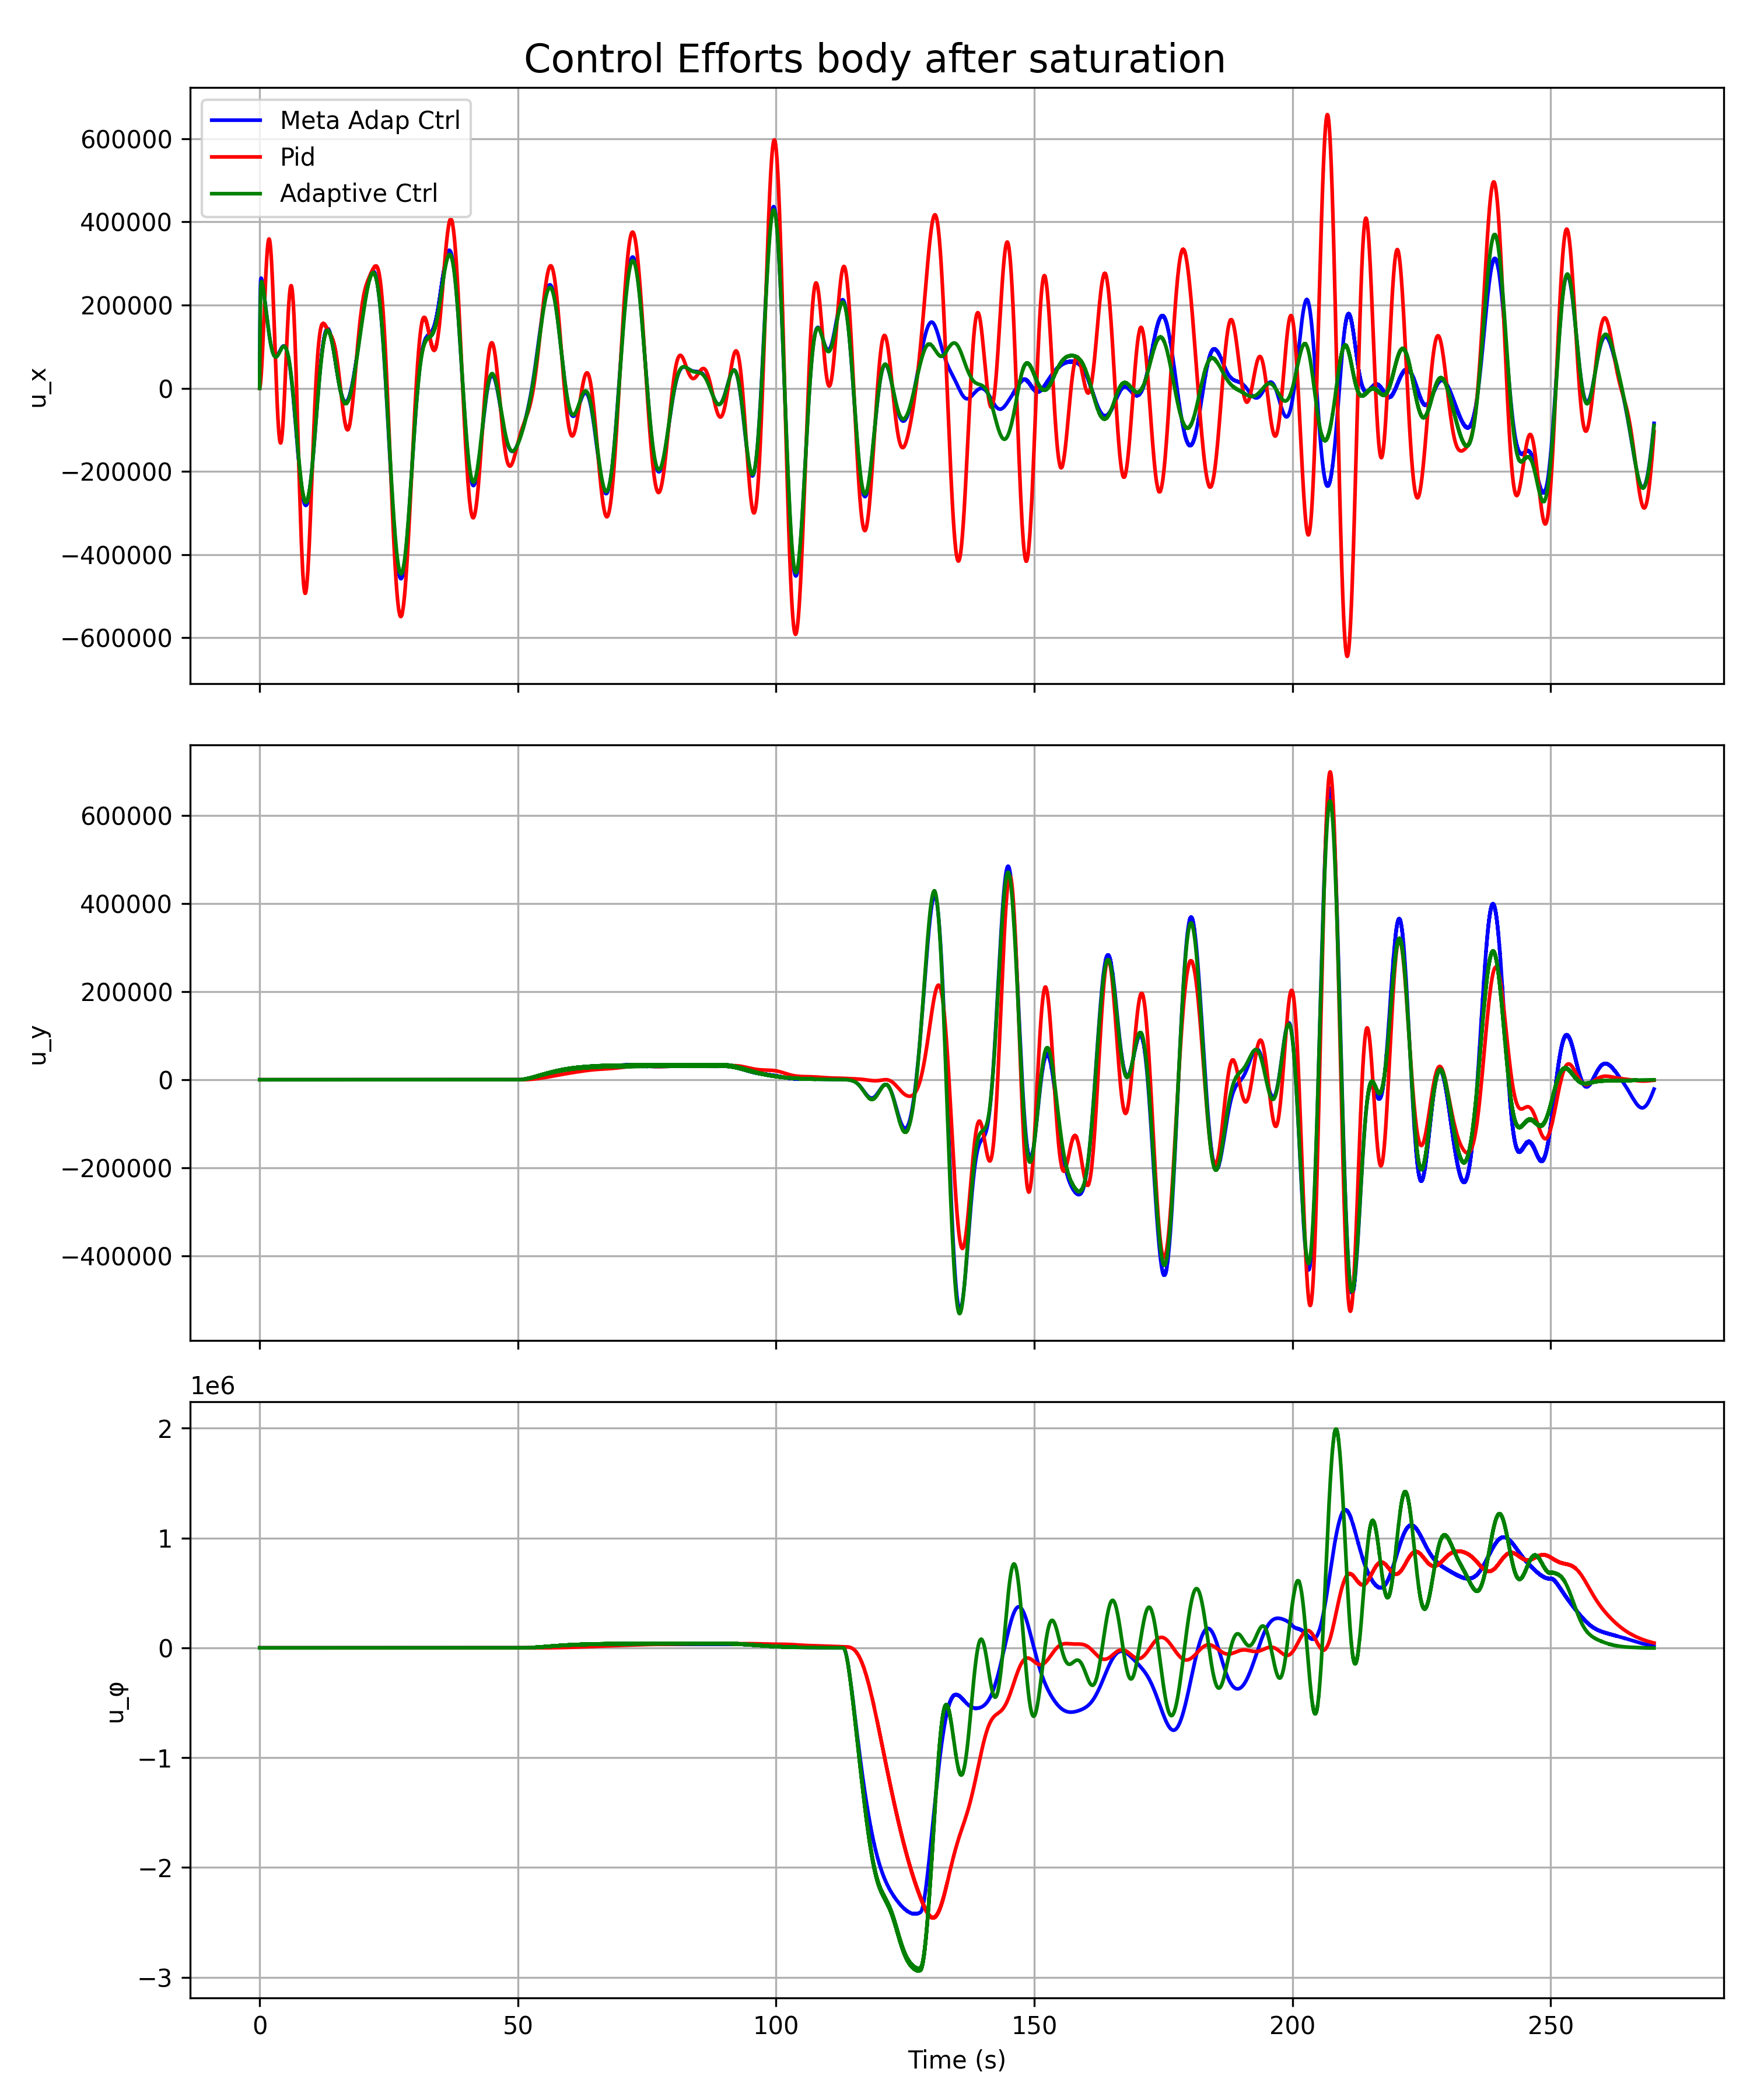 Control Efforts body after saturation
Meta Adap Ctrl
Pid
Adaptive Ctrl
600000
400000
200000
0
−200000
−400000
−600000
u_x
600000
400000
200000
0
−200000
−400000
u_y
1e6
2
1
0
−1
−2
−3
u_φ
0 50 100 150 200 250
Time (s)